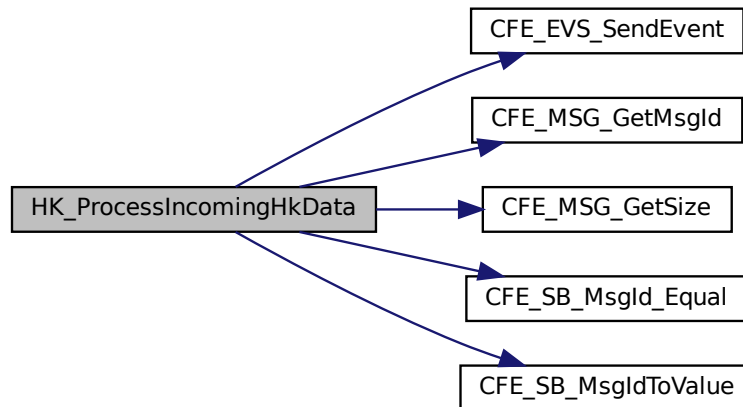 CFE_EVS_SendEvent
CFE_MSG_GetMsgId
HK_ProcessIncomingHkData
CFE_MSG_GetSize
CFE_SB_MsgId_Equal
CFE_SB_MsgIdToValue